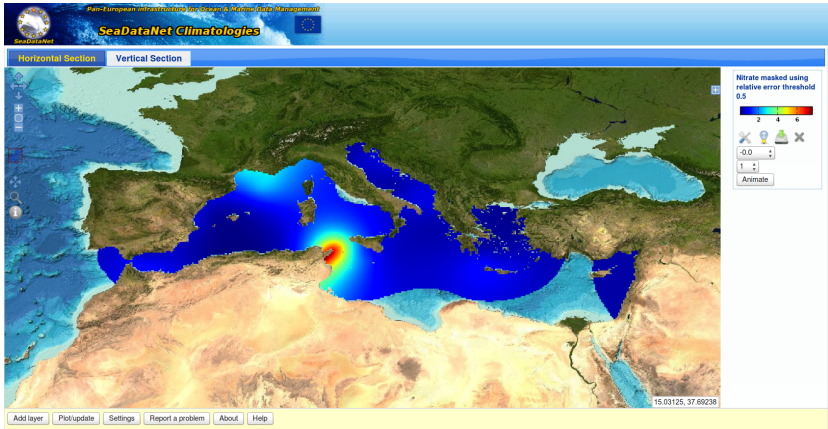 Pan-European infrastructure for Ocean & Marine Data Management
SeaDataNet Climatologies
SeaDataNet
Horizontal Section
Vertical Section
Nitrate masked using
relative error threshold
0.5
2 4 6
-0.0
1
Animate
15.03125, 37.69238
Add layer
Plot/update
Settings
Report a problem
About
Help